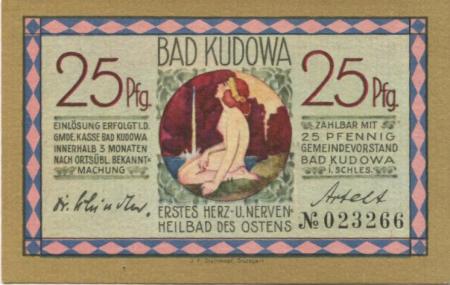 BAD KUDOWA
25 Pfg.
25 Pfg.
EINLÖSUNG ERFOLGT I.D.
GMDE. KASSE BAD KUDOWA
INNERHALB 3 MONATEN
NACH ORTSÜBL. BEKANNT-
MACHUNG
ZAHLBAR MIT
25 PFENNIG
GEMEINDEVORSTAND
BAD KUDOWA
I. SCHLES.
ERSTES HERZ- U. NERVEN-
HEILBAD DES OSTENS
№ 023266